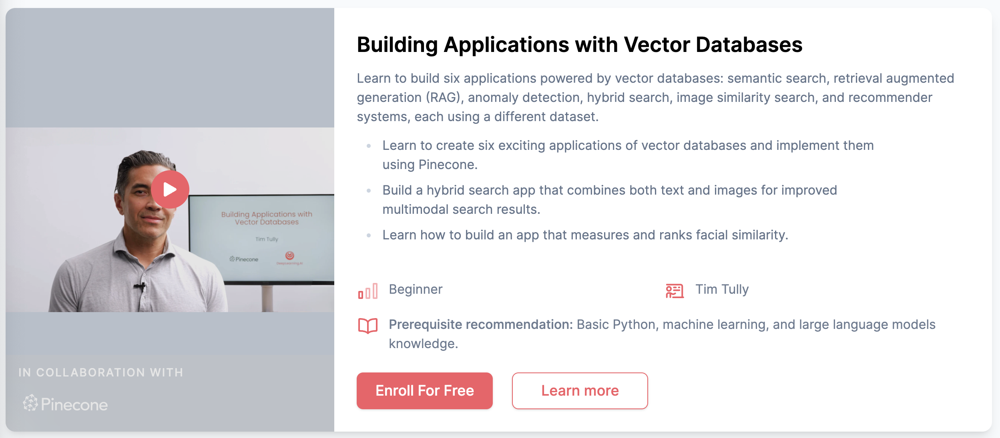 Building Applications with Vector Databases
Learn to build six applications powered by vector databases: semantic search, retrieval augmented
generation (RAG), anomaly detection, hybrid search, image similarity search, and recommender
systems, each using a different dataset.
Learn to create six exciting applications of vector databases and implement them
using Pinecone.
Build a hybrid search app that combines both text and images for improved
multimodal search results.
Learn how to build an app that measures and ranks facial similarity.
Beginner
Tim Tully
Prerequisite recommendation: Basic Python, machine learning, and large language models
knowledge.
Enroll For Free
Learn more
Building Applications with
Vector Databases
Tim Tully
Pinecone
DeepLearning.AI
IN COLLABORATION WITH
Pinecone